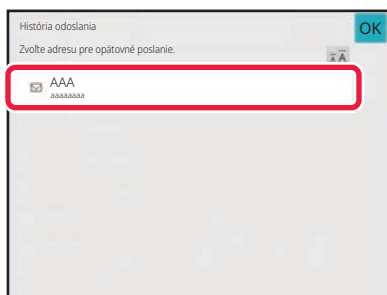 História odoslania
OK
Zvoľte adresu pre opätovné poslanie.
AAA
aaaaaaaa